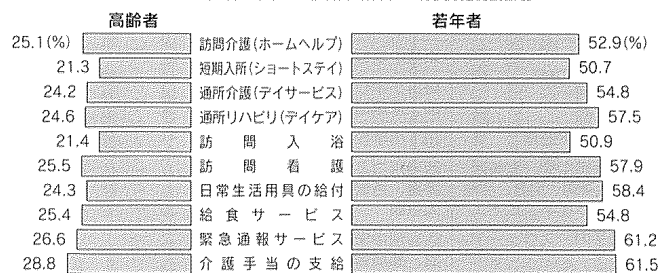 高齢者 若年者
25.1(%) 訪問介護(ホームヘルプ) 52.9(%)
21.3 短期入所(ショートステイ) 50.7
24.2 通所介護(デイサービス) 54.8
24.6 通所リハビリ(デイケア) 57.5
21.4 訪問入浴 50.9
25.5 訪問看護 57.9
24.3 日常生活用具の給付 58.4
25.4 給食サービス 54.8
26.6 緊急通報サービス 61.2
28.8 介護手当の支給 61.5